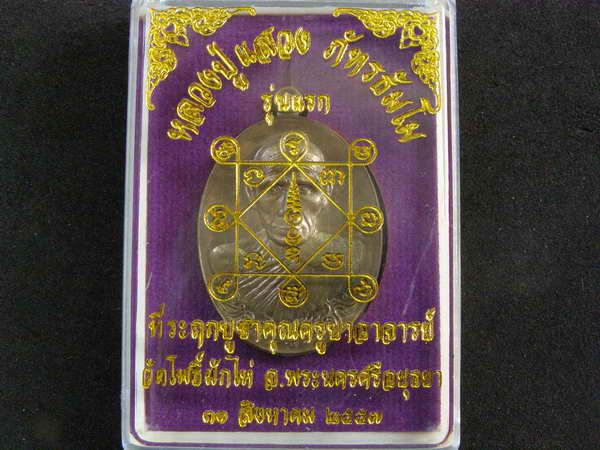 หลวงปู่ แสวง ภัทรธัมโม
รุ่นแรก
ที่ระฤกบูชาคุณครูบาอาจารย์
วัดโพธิ์ผักไห่ จ.พระนครศรีอยุธยา
๓๑ สิงหาคม ๒๕๕๗